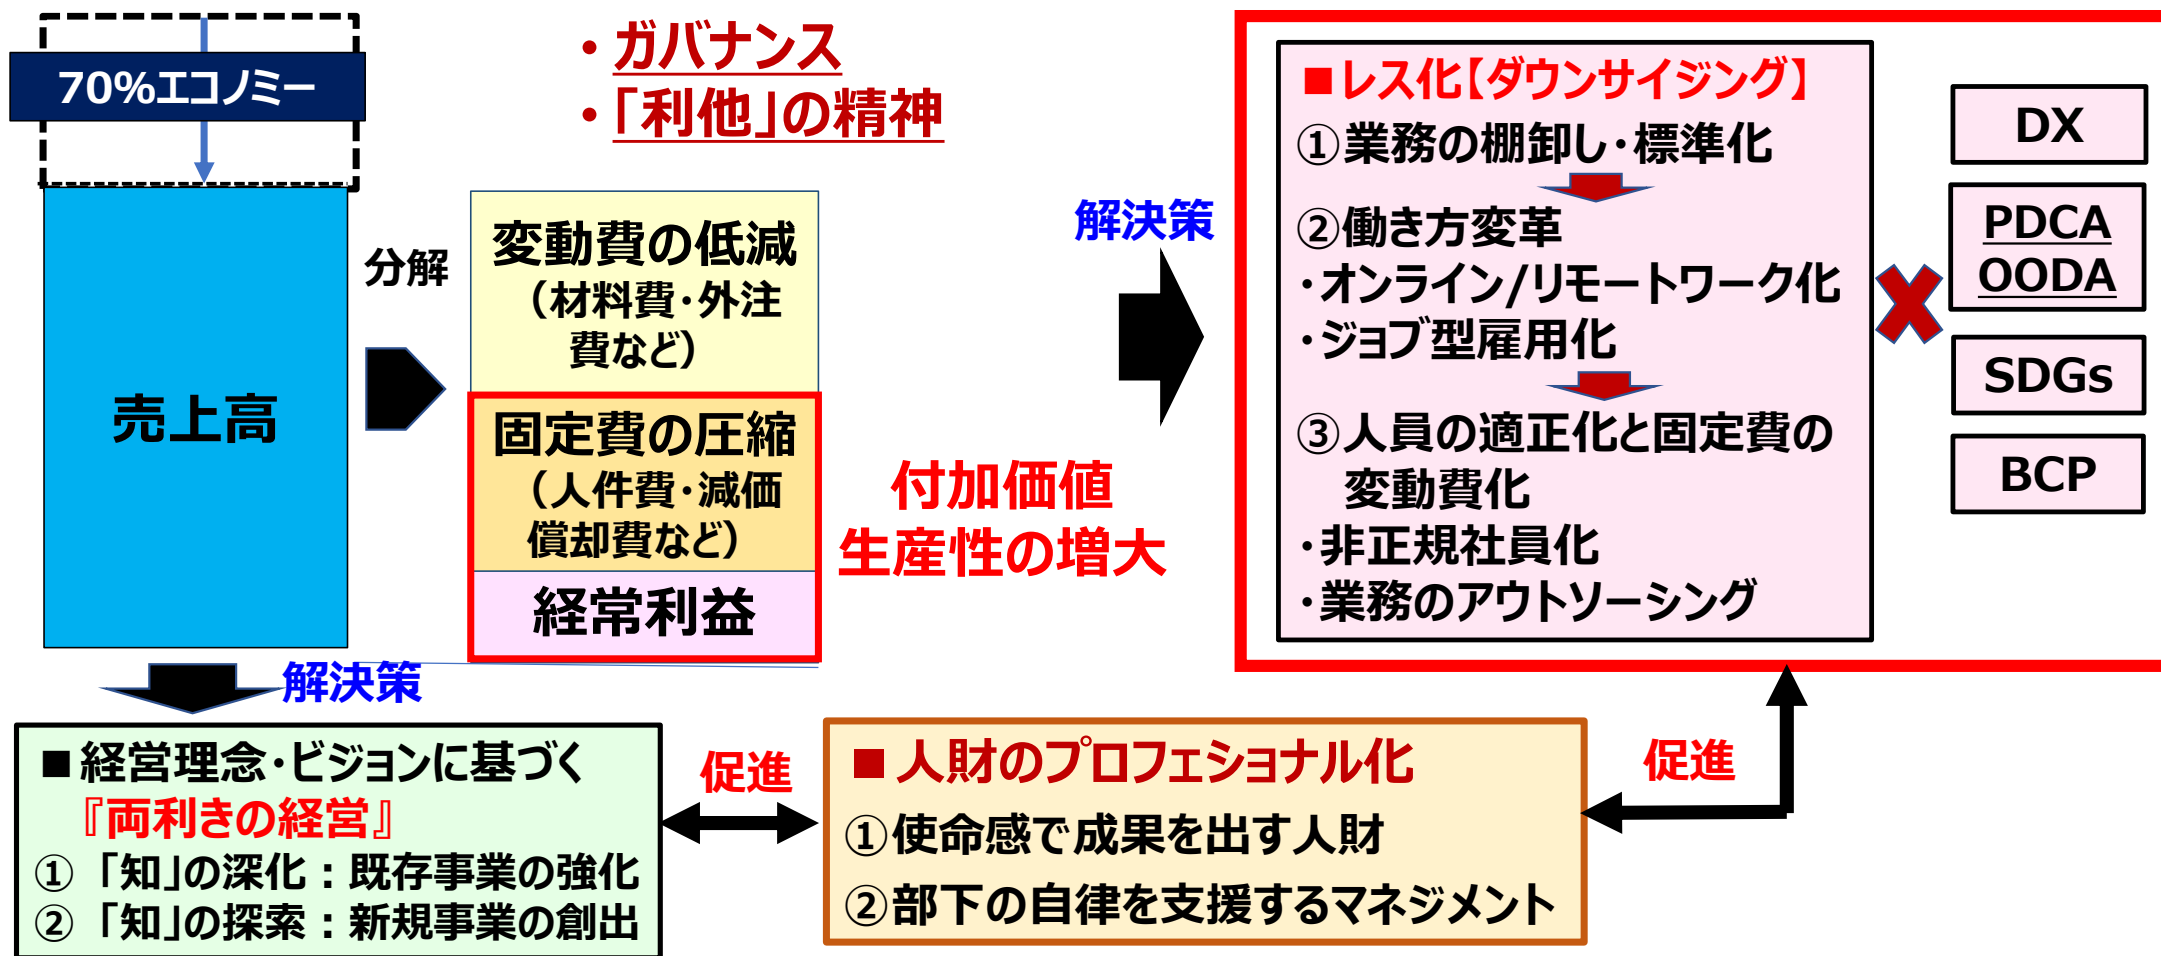 70%エコノミー
・ガバナンス
・「利他」の精神
売上高
分解
変動費の低減
（材料費・外注
費など）
固定費の圧縮
（人件費・減価
償却費など）
経常利益
付加価値
生産性の増大
解決策
■レス化【ダウンサイジング】
①業務の棚卸し・標準化
②働き方変革
・オンライン/リモートワーク化
・ジョブ型雇用化
③人員の適正化と固定費の
変動費化
・非正規社員化
・業務のアウトソーシング
DX
PDCA
OODA
SDGs
BCP
解決策
■経営理念・ビジョンに基づく
『両利きの経営』
①「知」の深化：既存事業の強化
②「知」の探索：新規事業の創出
促進
■人財のプロフェショナル化
①使命感で成果を出す人財
②部下の自律を支援するマネジメント
促進